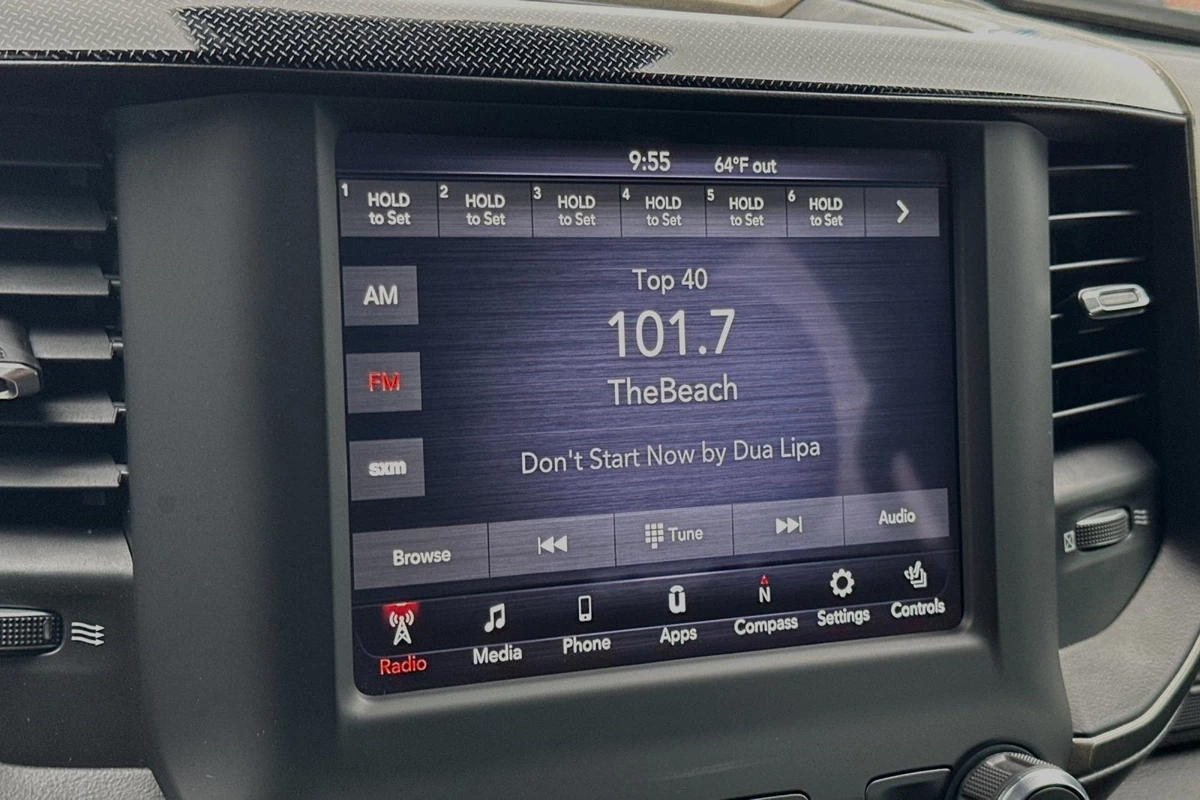 9:55 64°F out
1 HOLD to Set
2 HOLD to Set
3 HOLD to Set
4 HOLD to Set
5 HOLD to Set
6 HOLD to Set
AM
FM
sxm
Top 40
101.7
TheBeach
Don't Start Now by Dua Lipa
Browse Tune Audio
N
Radio Media Phone Apps Compass Settings Controls